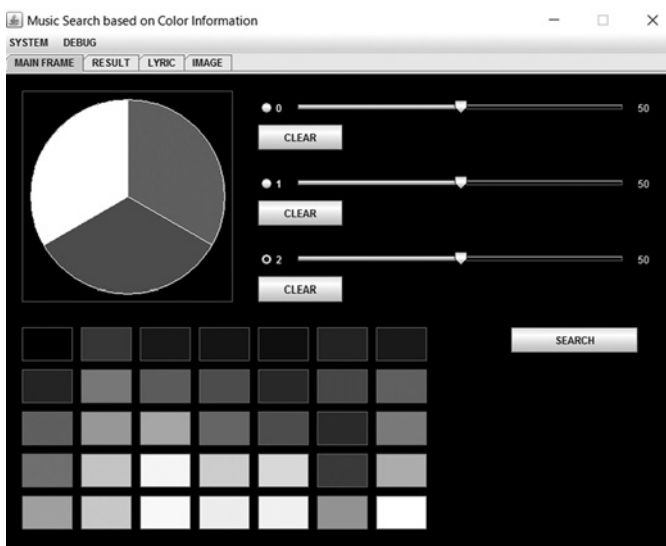 Music Search based on Color Information
SYSTEM DEBUG
MAIN FRAME RESULT LYRIC IMAGE
0 50
CLEAR
1 50
CLEAR
2 50
CLEAR
SEARCH